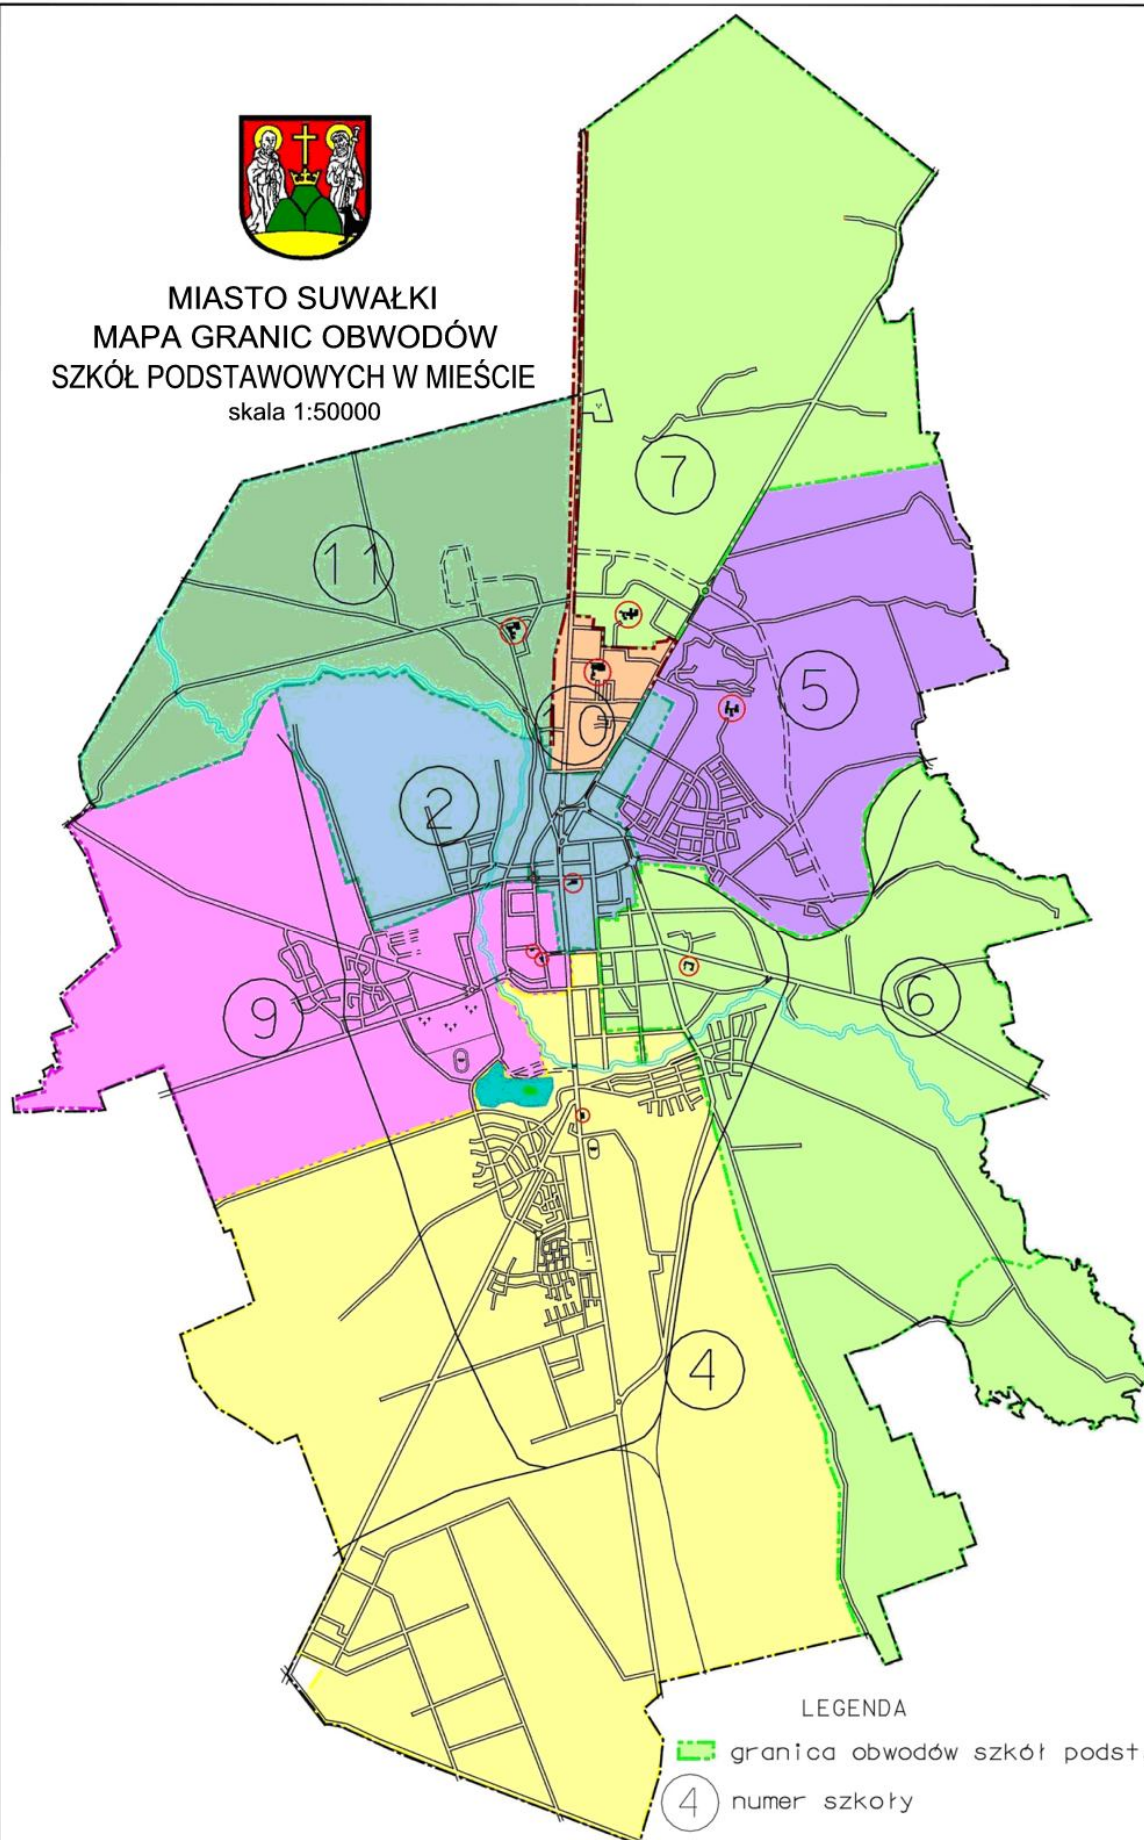 MIASTO SUWAŁKI
MAPA GRANIC OBWODÓW
SZKÓŁ PODSTAWOWYCH W MIEŚCIE
skala 1:50000
7
11
5
10
2
6
9
4
LEGENDA
granica obwodów szkół podst
4 numer szkoły